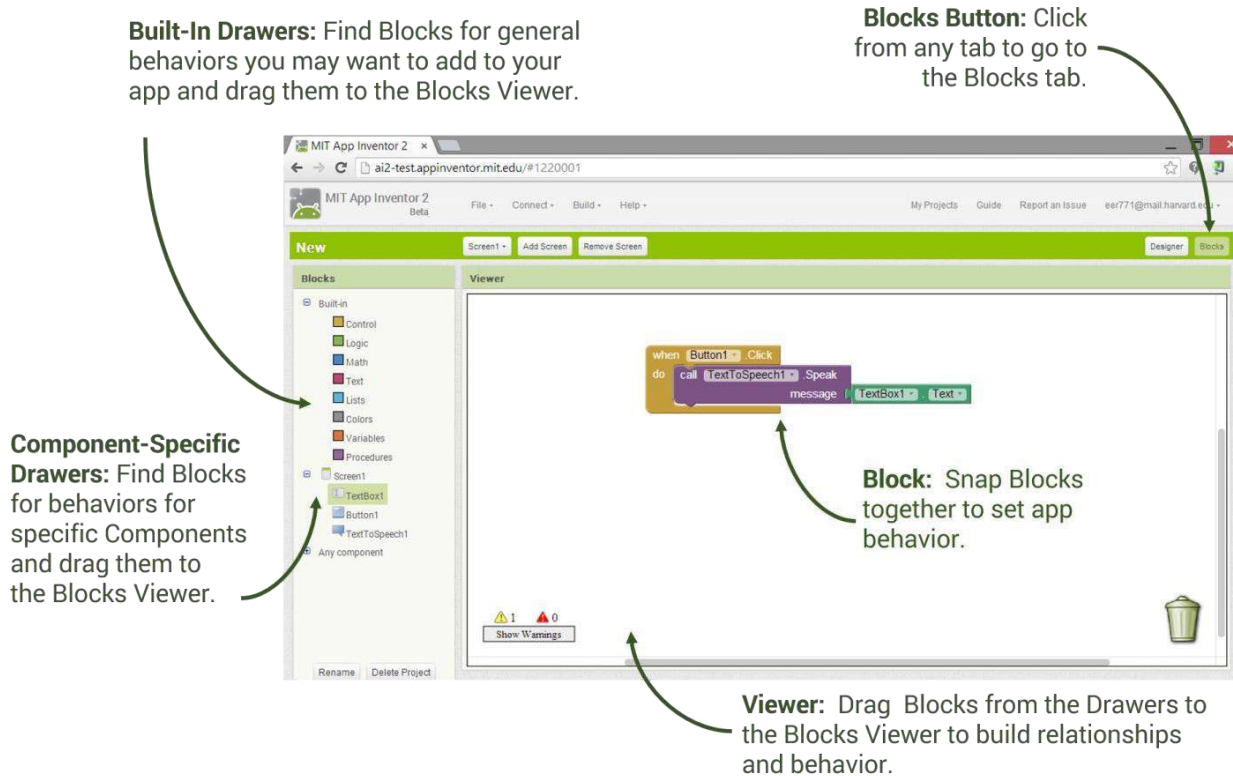 Built-In Drawers: Find Blocks for general
behaviors you may want to add to your
app and drag them to the Blocks Viewer.
Blocks Button: Click
from any tab to go to
the Blocks tab.
MIT App Inventor 2
ai2-test.appinventor.mit.edu/#1220001
MIT App Inventor 2
Beta
File Connect Build Help
My Projects Guide Report an Issue eer771@mail.harvard.edu
New
Screen1 Add Screen Remove Screen
Designer Blocks
Blocks
Viewer
Built-in
Control
Logic
Math
Text
Lists
Colors
Variables
Procedures
Screen1
TextBox1
Button1
TextToSpeech1
Any component
when Button1 .Click
do call TextToSpeech1 .Speak
message TextBox1 . Text
Component-Specific
Drawers: Find Blocks
for behaviors for
specific Components
and drag them to
the Blocks Viewer.
Block: Snap Blocks
together to set app
behavior.
1 0
Show Warnings
Rename Delete Project
Viewer: Drag Blocks from the Drawers to
the Blocks Viewer to build relationships
and behavior.